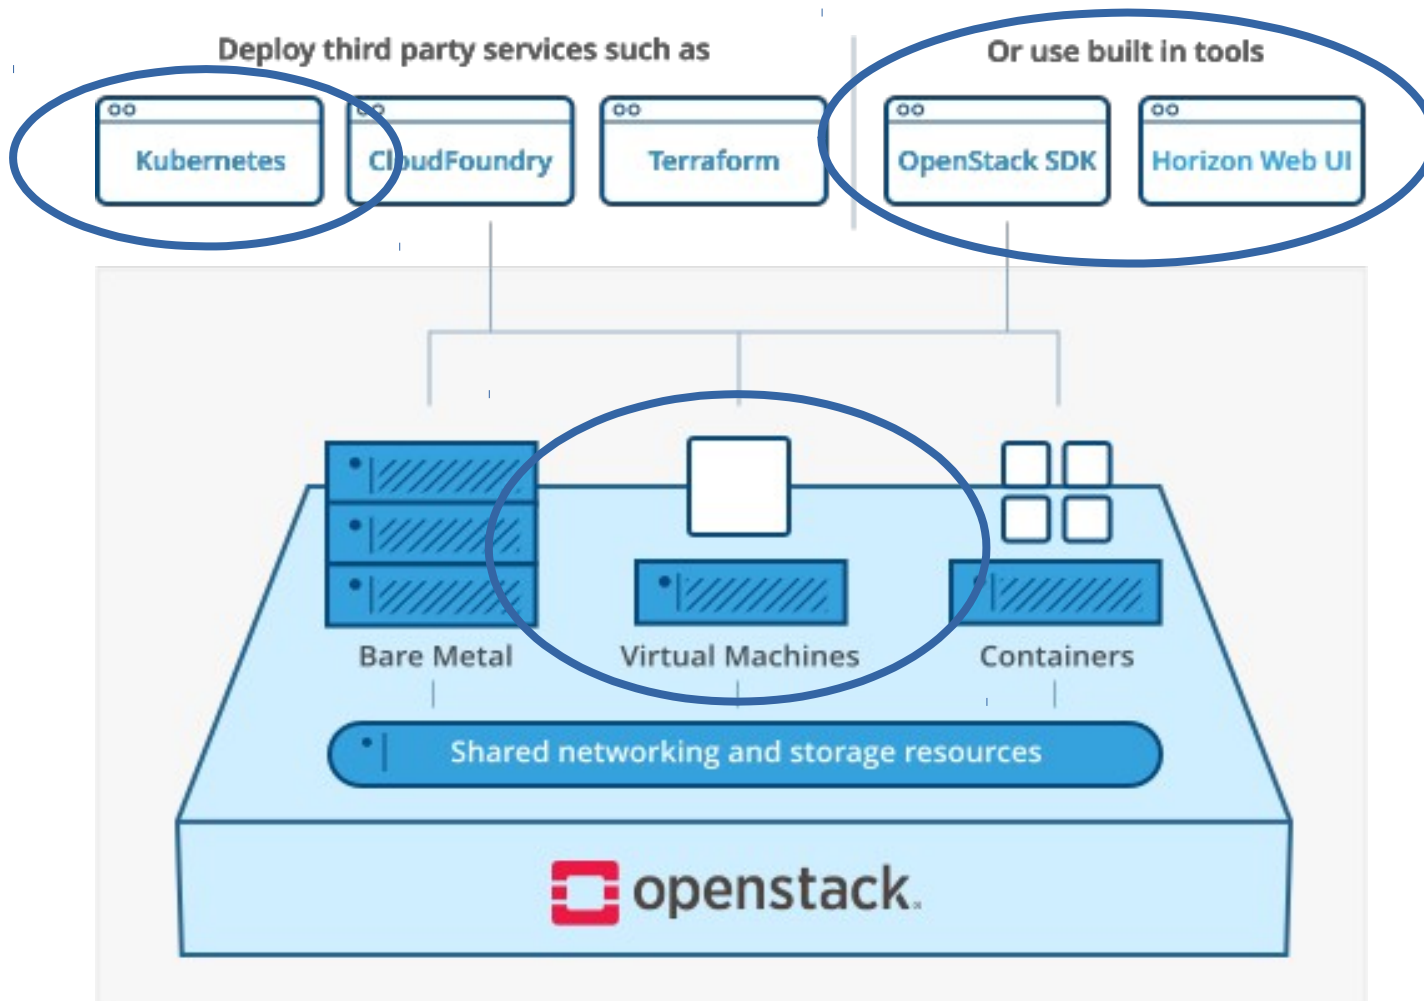 Deploy third party services such as
Or use built in tools
Kubernetes
CloudFoundry
Terraform
OpenStack SDK
Horizon Web UI
Bare Metal
Virtual Machines
Containers
Shared networking and storage resources
openstack.